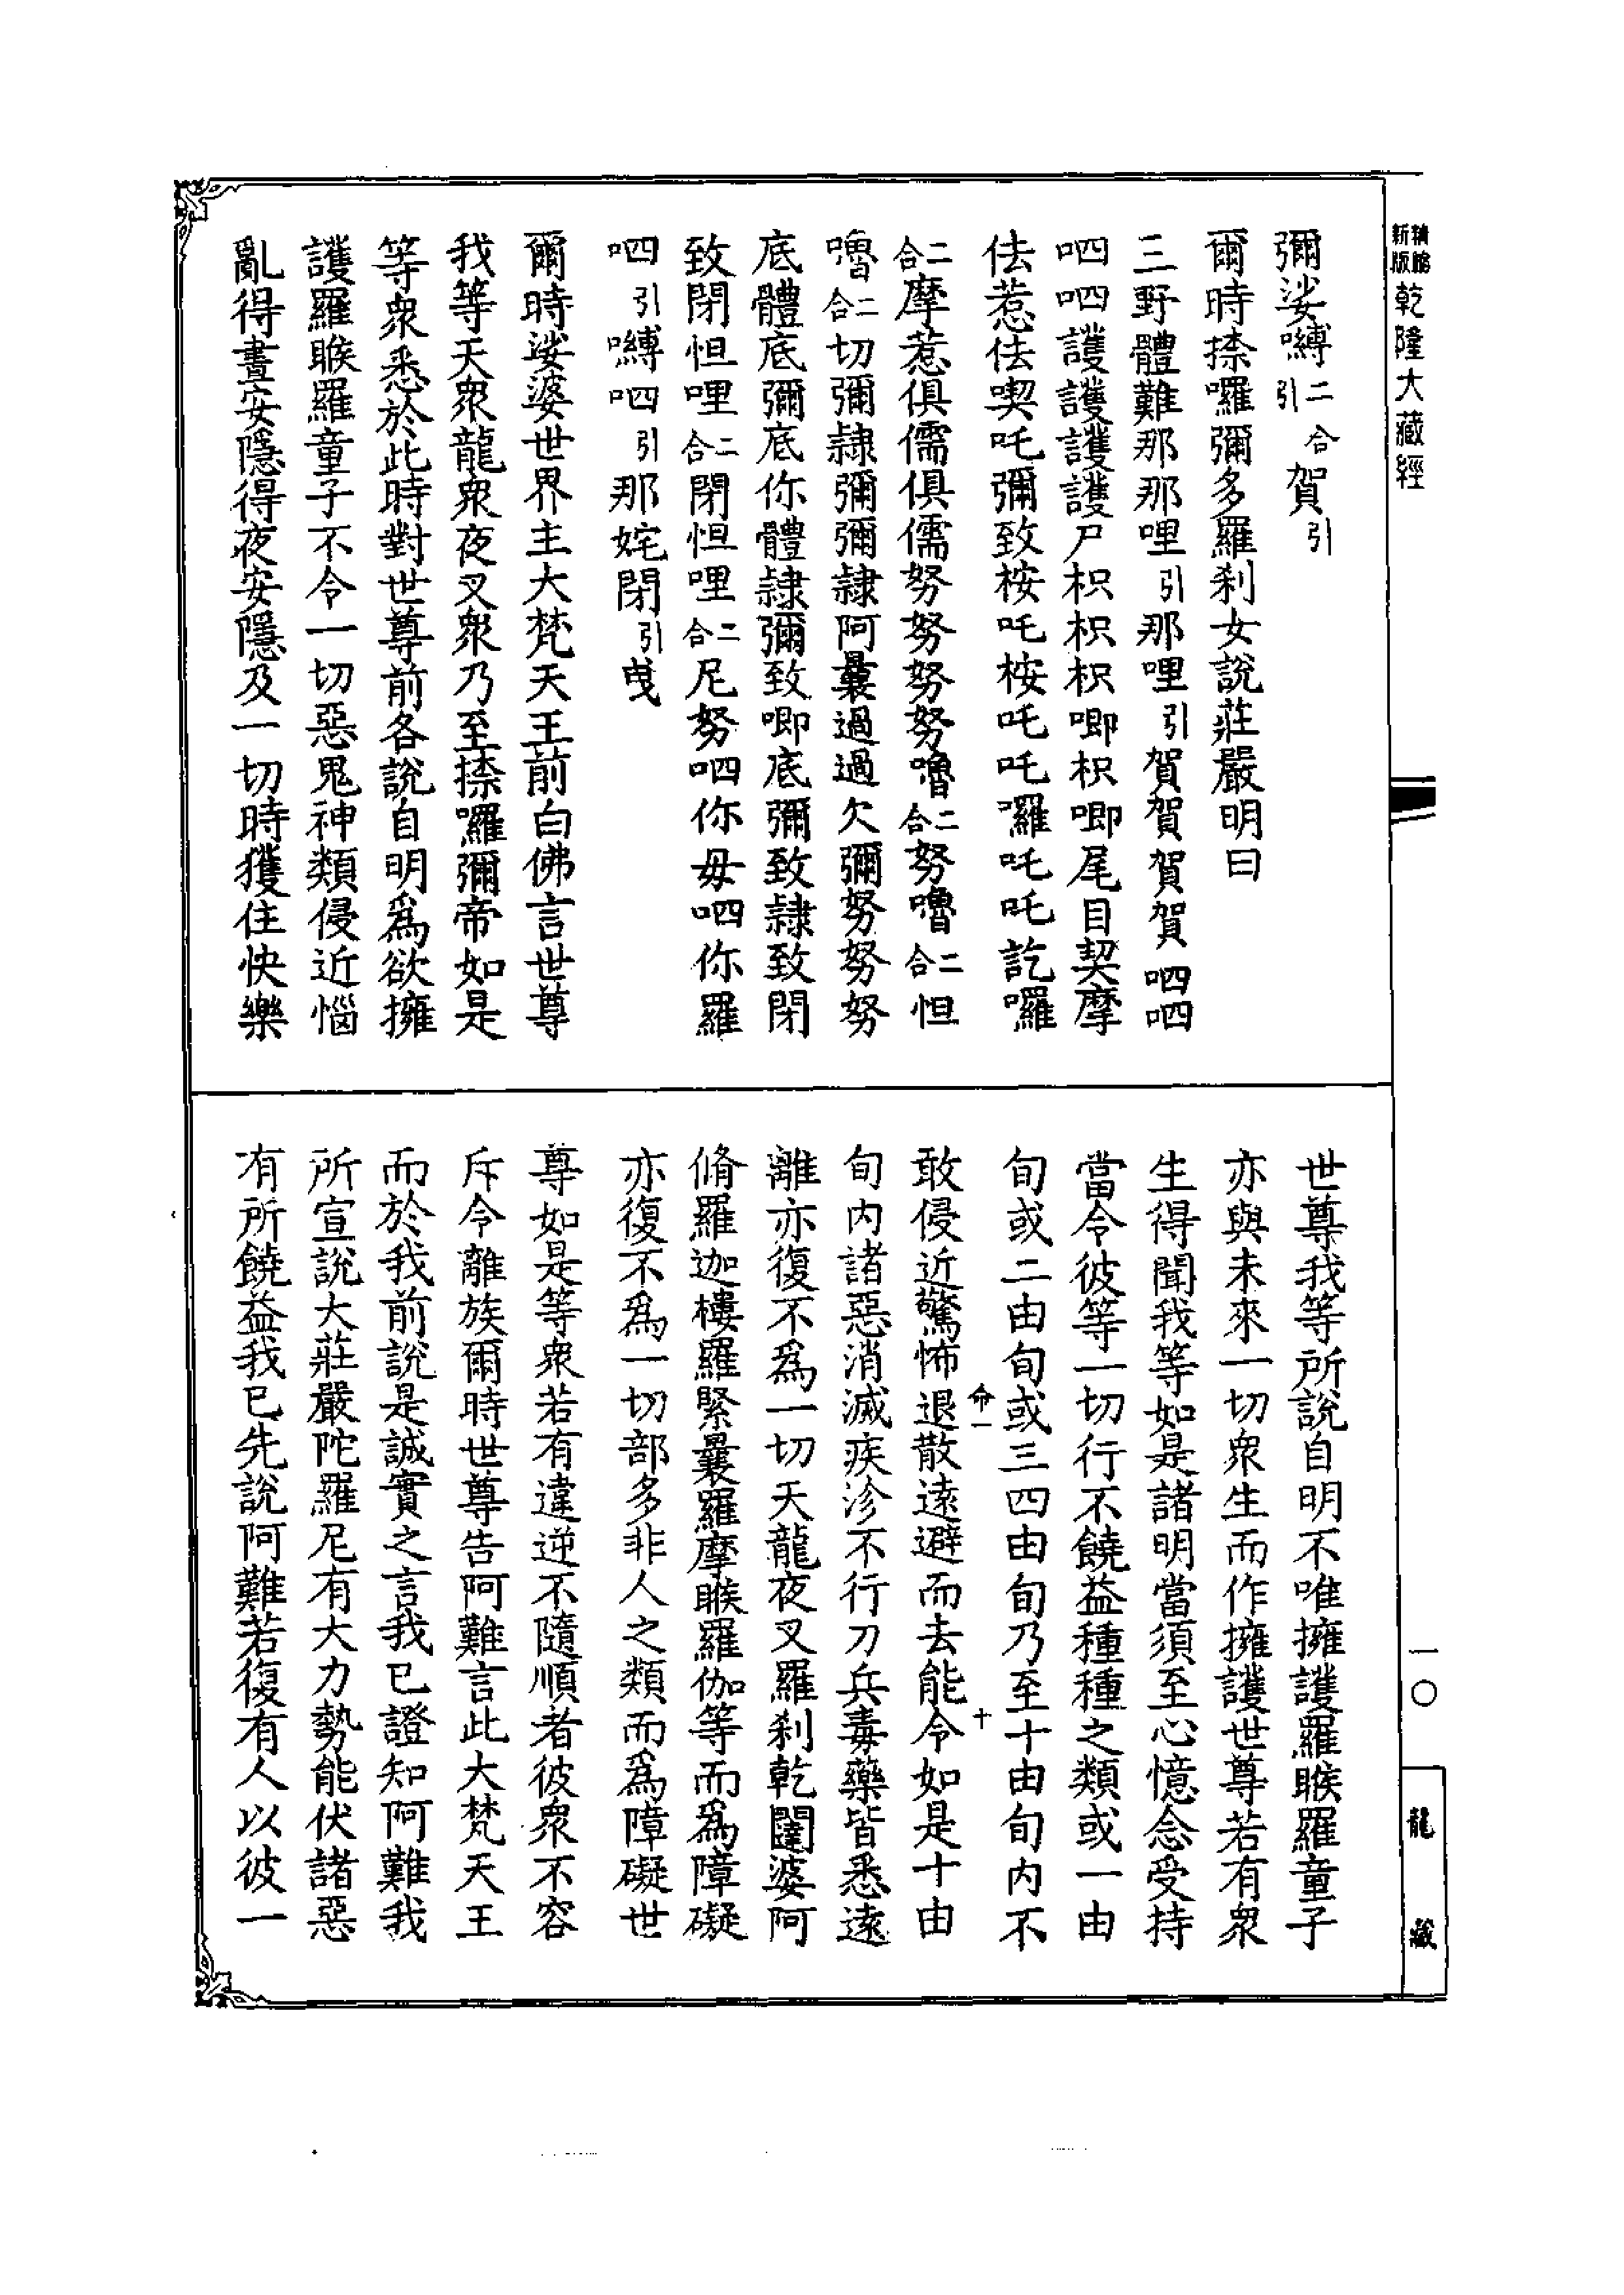 新版
乾隆大藏經
彌娑嚩二合引賀引
爾時捺囉彌多羅刹女說莊嚴明曰
三野體難那那哩引那哩引賀賀賀賀呬呬
呬呬護護護護尸枳枳枳唧枳唧尾目契摩
佉惹佉喫吒彌致桉吒桉吒吒囉吒吒訖囉
二合摩惹俱儒俱儒努努努努嚕二合努嚕二合怛
嚕二合切彌隷彌彌隷阿曩過過欠彌努努努
底體底彌底你體隷彌致唧底彌致隷致閉
致閉怛哩二合閉怛哩二合尼努呬你毋呬你羅
呬引嚩呬引那姹閉引曳
爾時娑婆世界主大梵天王前白佛言世尊
我等天衆龍衆夜叉衆乃至捺囉彌帝如是
等衆悉於此時對世尊前各說自明爲欲擁
護羅睺羅童子不令一切惡鬼神類侵近惱
亂得晝安隱得夜安隱及一切時獲住快樂
世尊我等所說自明不唯擁護羅睺羅童子
亦與未來一切衆生而作擁護世尊若有衆
生得聞我等如是諸明當須至心憶念受持
當令彼等一切行不饒益種種之類或一由
旬或二由旬或三四由旬乃至十由旬内不
敢侵近驚怖退散遠避而去能令如是十由
旬内諸惡消滅疾沴不行刀兵毒藥皆悉遠
離亦復不爲一切天龍夜叉羅刹乾闥婆阿
脩羅迦樓羅緊曩羅摩睺羅伽等而爲障礙
亦復不爲一切部多非人之類而爲障礙世
尊如是等衆若有違逆不隨順者彼衆不容
斥令離族爾時世尊告阿難言此大梵天王
而於我前說是誠實之言我已證知阿難我
所宣說大莊嚴陀羅尼有大力勢能伏諸惡
有所饒益我已先說阿難若復有人以彼一
一〇
龍藏